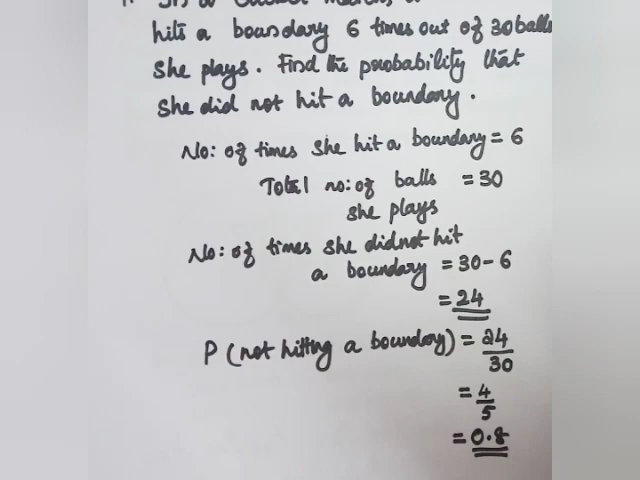 hits a boundary 6 times out of 30 balls
She plays. Find the probability that
She did not hit a boundary.
No: of times She hit a boundary = 6
Total no: of balls = 30
she plays
No: of times she didnot hit
a boundary = 30 - 6
= 24
P (not hitting a boundary) = 24/30
= 4/5
= 0.8